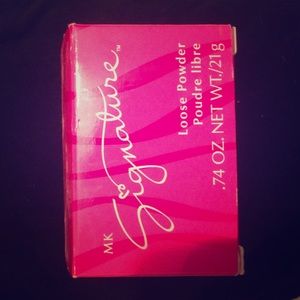 MK
Signature™
Loose Powder
Poudre libre
.74 OZ. NET WT./21 g